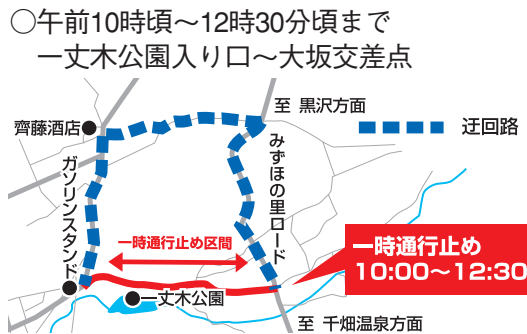 〇午前10時頃～12時30分頃まで
一丈木公園入り口～大坂交差点
至 黒沢方面
齊藤酒店
迂回路
みずほの里ロード
ガソリンスタンド
一時通行止め区間
一時通行止め
10:00～12:30
一丈木公園
至 千畑温泉方面